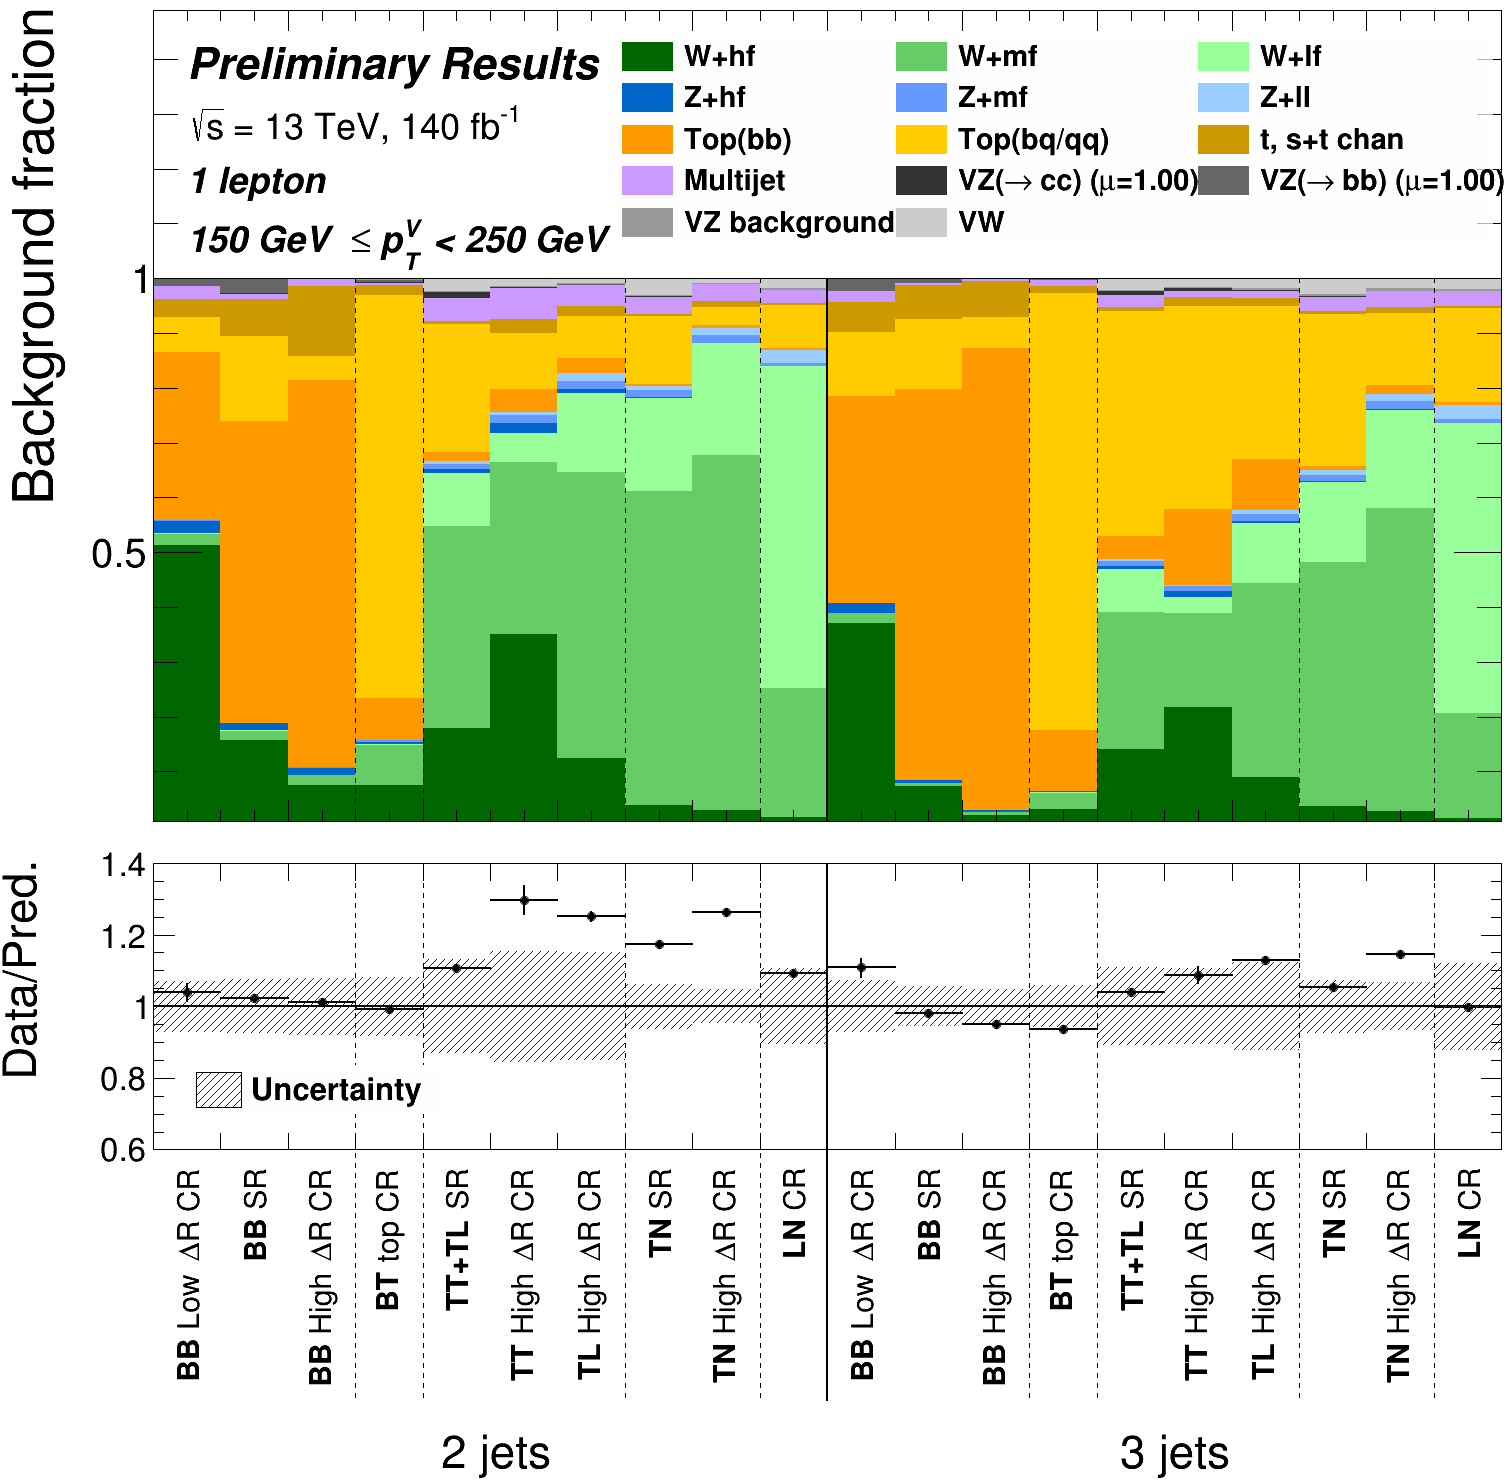 Preliminary Results
√s = 13 TeV, 140 fb⁻¹
1 lepton
150 GeV ≤ p_T^V < 250 GeV
W+hf W+mf W+lf
Z+hf Z+mf Z+ll
Top(bb) Top(bq/qq) t, s+t chan
Multijet VZ(→ cc) (μ=1.00) VZ(→ bb) (μ=1.00)
VZ background VW
Background fraction
1
0.5
Data/Pred.
1.4
1.2
1
0.8
0.6
Uncertainty
BB Low ΔR CR
BB SR
BB High ΔR CR
BT top CR
TT+TL SR
TT High ΔR CR
TL High ΔR CR
TN SR
TN High ΔR CR
LN CR
BB Low ΔR CR
BB SR
BB High ΔR CR
BT top CR
TT+TL SR
TT High ΔR CR
TL High ΔR CR
TN SR
TN High ΔR CR
LN CR
2 jets
3 jets